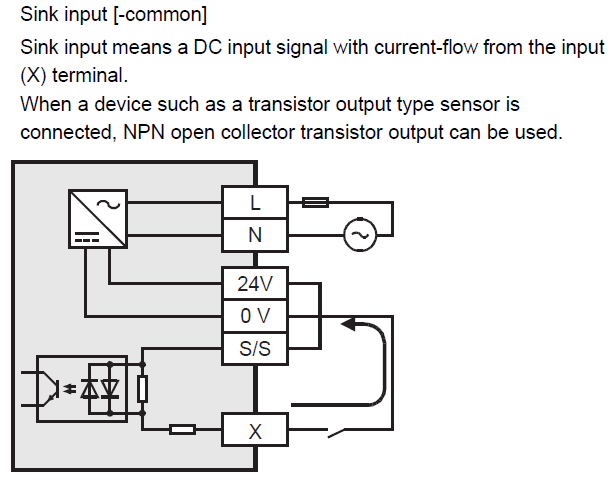 Sink input [-common]
Sink input means a DC input signal with current-flow from the input
(X) terminal.
When a device such as a transistor output type sensor is
connected, NPN open collector transistor output can be used.
L
N
24V
0 V
S/S
X